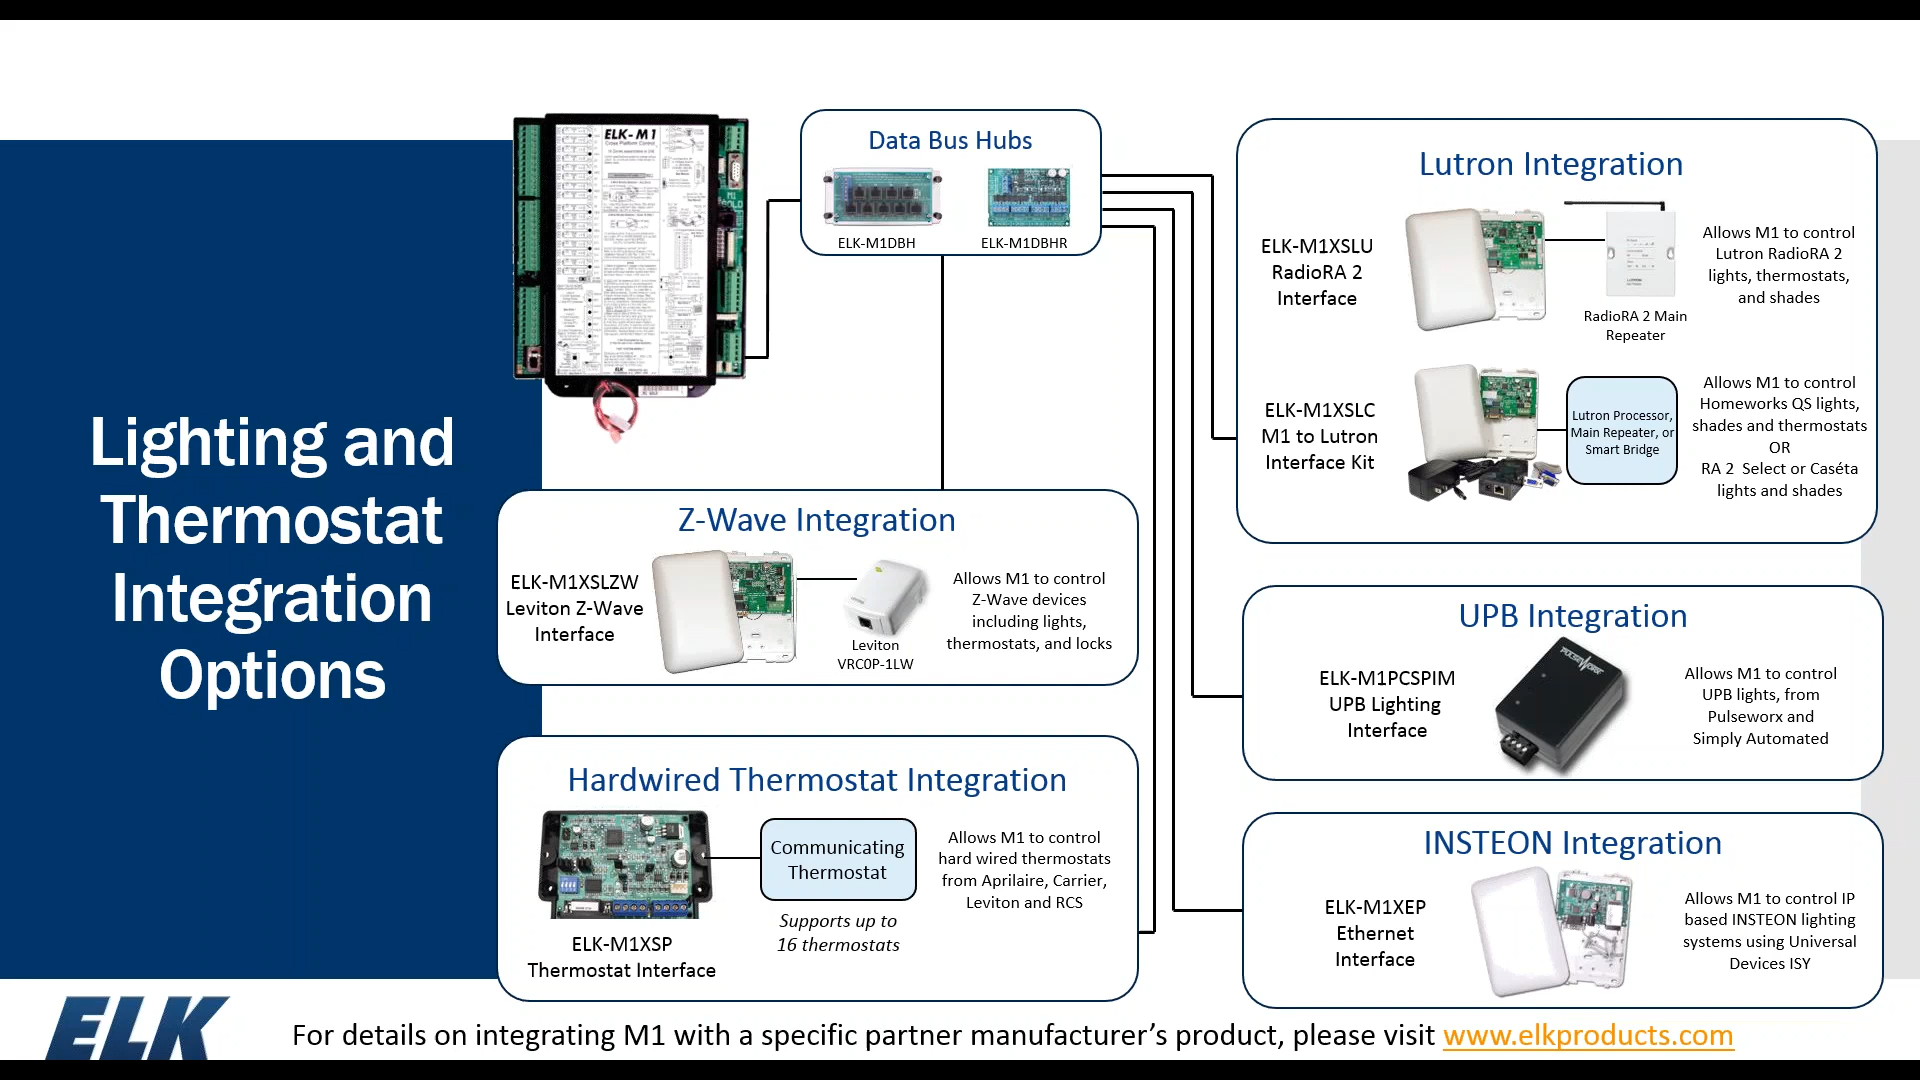 Lighting and
Thermostat
Integration
Options
ELK-M1
Cross Platform Control
Data Bus Hubs
ELK-M1DBH
ELK-M1DBHR
Z-Wave Integration
ELK-M1XSLZW
Leviton Z-Wave
Interface
Leviton
VRC0P-1LW
Allows M1 to control
Z-Wave devices
including lights,
thermostats, and locks
Hardwired Thermostat Integration
ELK-M1XSP
Thermostat Interface
Communicating
Thermostat
Supports up to
16 thermostats
Allows M1 to control
hard wired thermostats
from Aprilaire, Carrier,
Leviton and RCS
Lutron Integration
ELK-M1XSLU
RadioRA 2
Interface
RadioRA 2 Main
Repeater
Allows M1 to control
Lutron RadioRA 2
lights, thermostats,
and shades
ELK-M1XSLC
M1 to Lutron
Interface Kit
Lutron Processor,
Main Repeater, or
Smart Bridge
Allows M1 to control
Homeworks QS lights,
shades and thermostats
OR
RA 2 Select or Caséta
lights and shades
UPB Integration
ELK-M1PCSPIM
UPB Lighting
Interface
PULSEWORX
Allows M1 to control
UPB lights, from
Pulseworx and
Simply Automated
INSTEON Integration
ELK-M1XEP
Ethernet
Interface
Allows M1 to control IP
based INSTEON lighting
systems using Universal
Devices ISY
ELK
For details on integrating M1 with a specific partner manufacturer’s product, please visit www.elkproducts.com